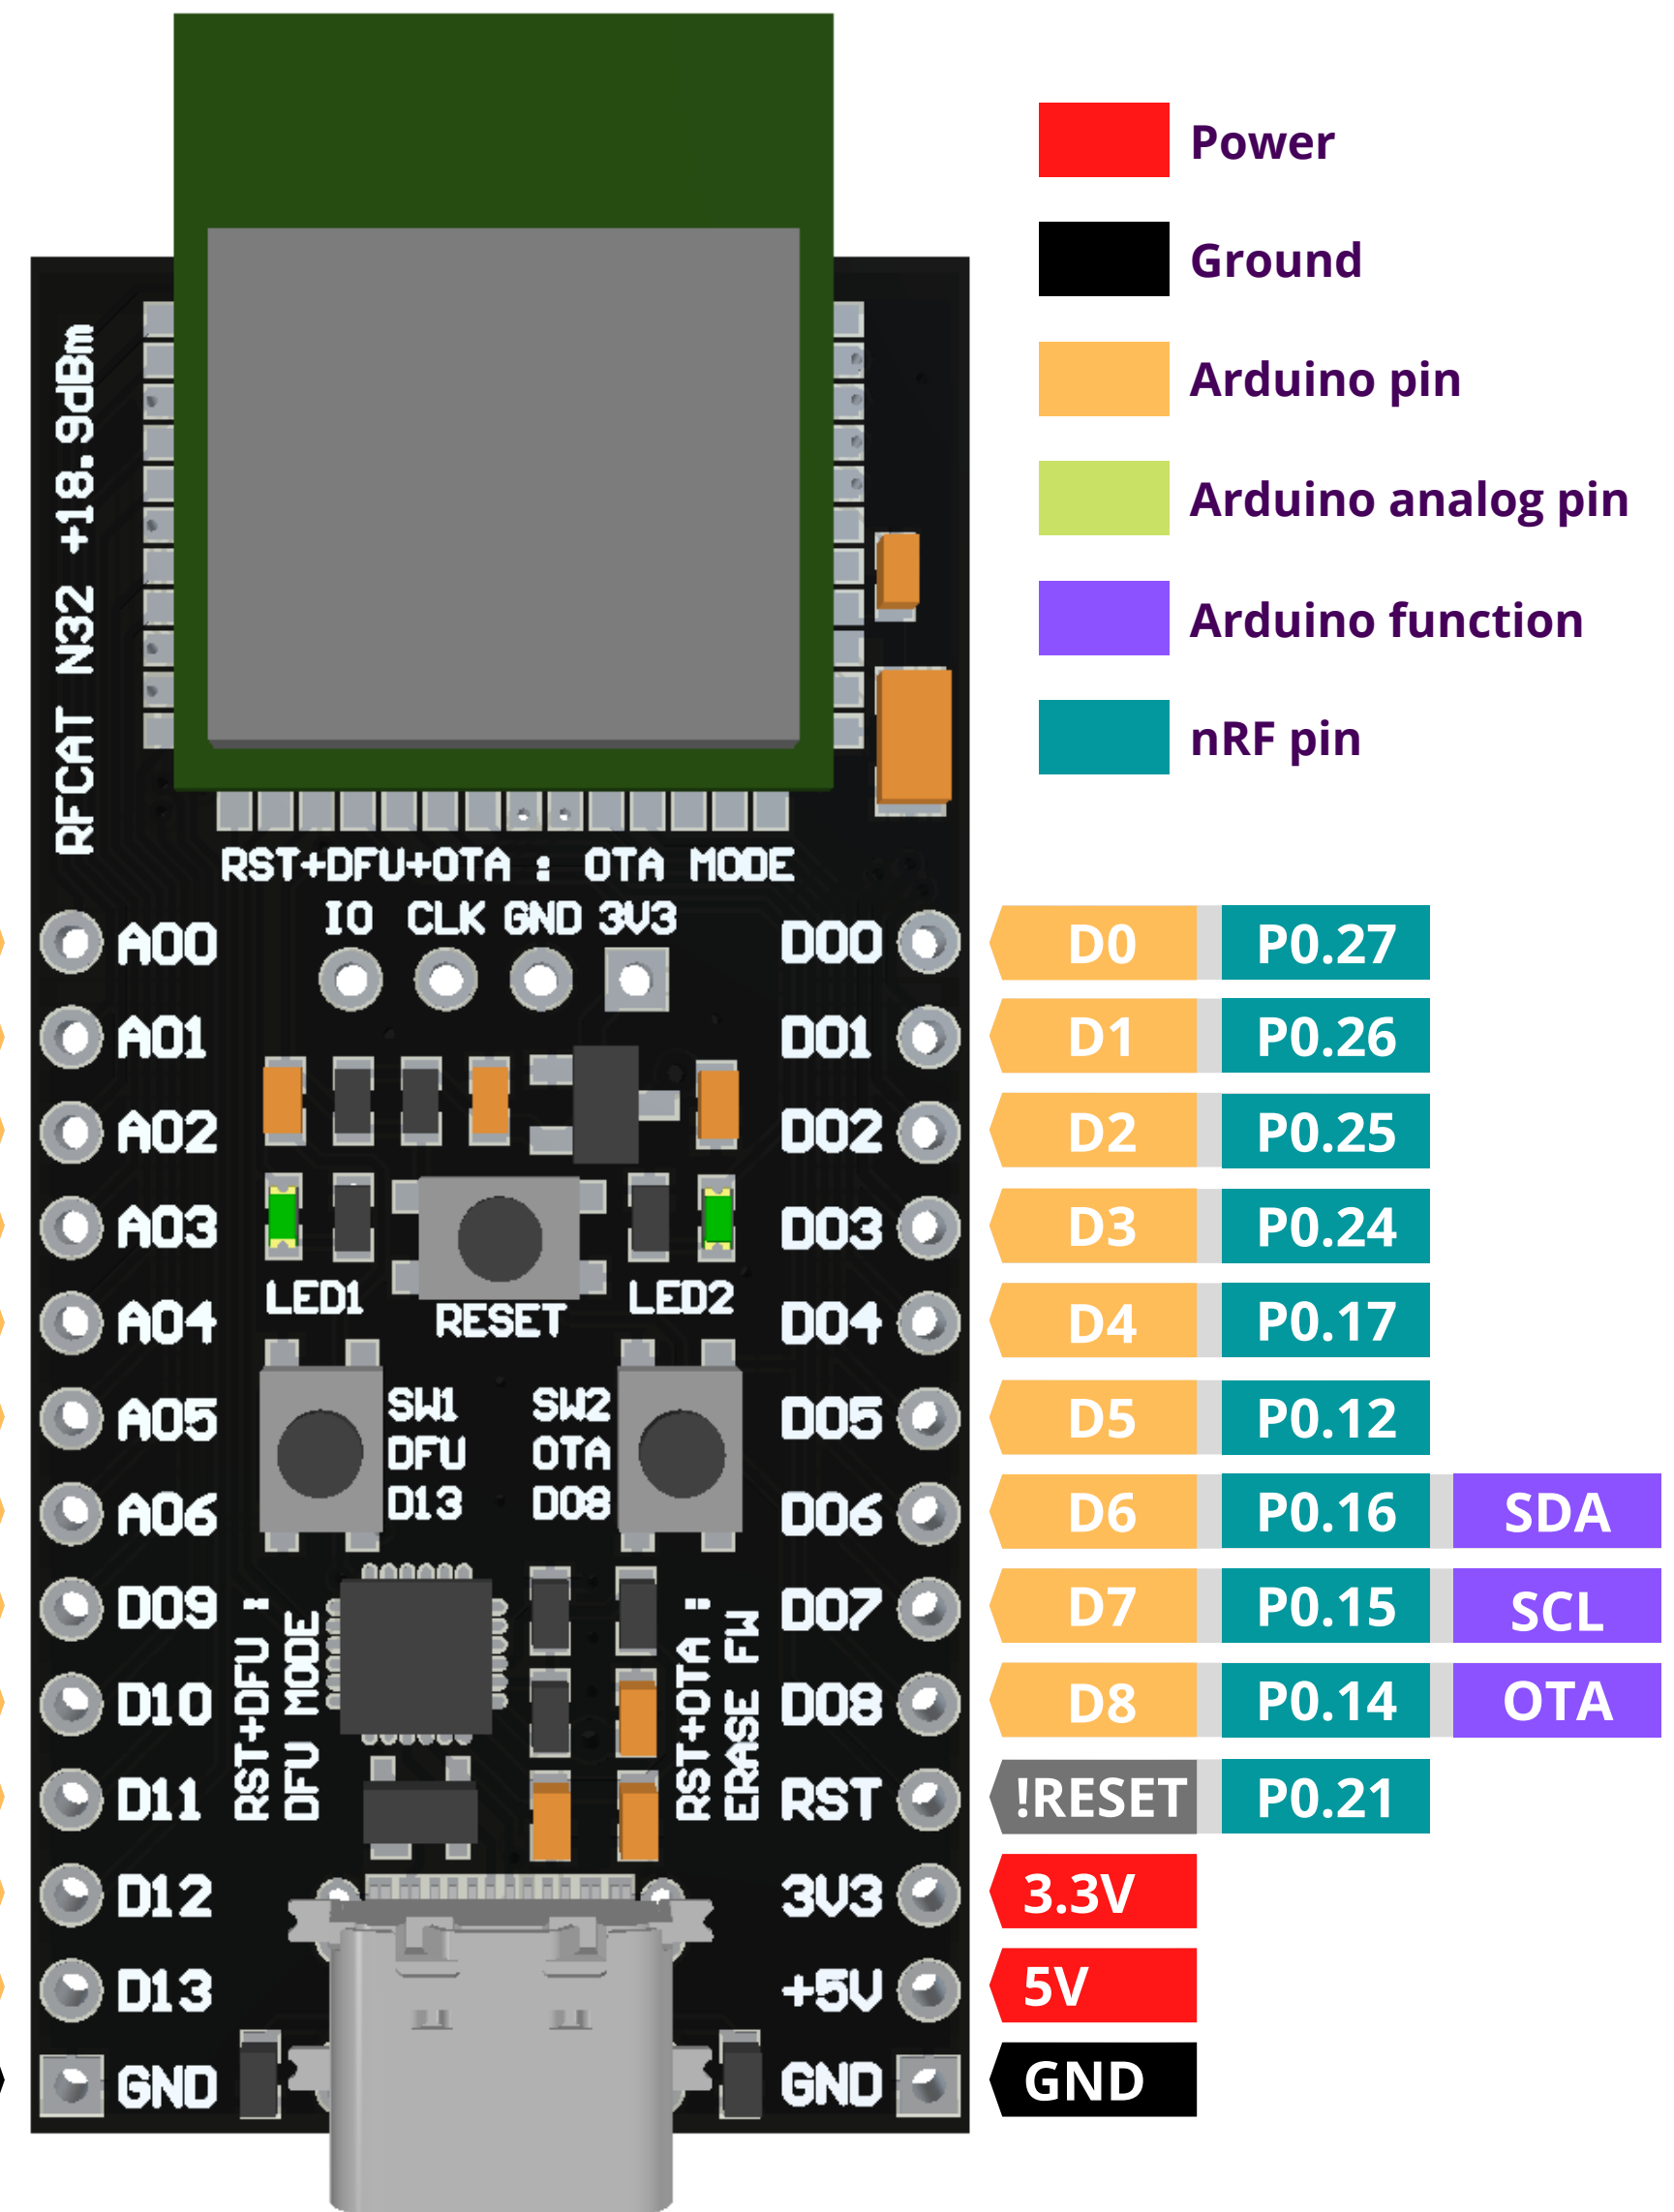 Power
Ground
Arduino pin
Arduino analog pin
Arduino function
nRF pin
RFCAT N32 +18.9dBm
RST+DFU+OTA : OTA MODE
IO CLK GND 3V3
A00
A01
A02
A03
A04
A05
A06
D09
D10
D11
D12
D13
GND
LED1
RESET
LED2
SW1
DFU
D13
SW2
OTA
D08
RST+DFU :
DFU MODE
RST+OTA :
ERASE FW
D00 D0 P0.27
D01 D1 P0.26
D02 D2 P0.25
D03 D3 P0.24
D04 D4 P0.17
D05 D5 P0.12
D06 D6 P0.16 SDA
D07 D7 P0.15 SCL
D08 D8 P0.14 OTA
RST !RESET P0.21
3V3 3.3V
+5V 5V
GND GND